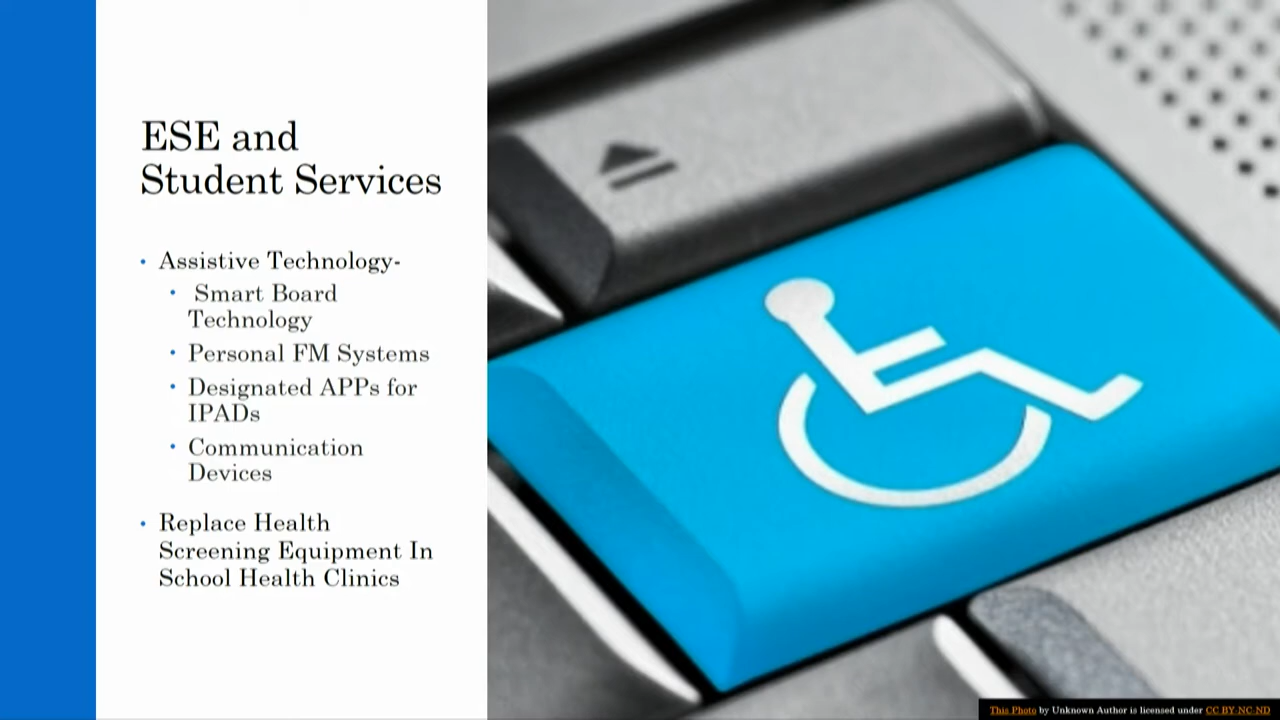 ESE and
Student Services
• Assistive Technology-
• Smart Board
Technology
• Personal FM Systems
• Designated APPs for
IPADs
• Communication
Devices
• Replace Health
Screening Equipment In
School Health Clinics
This Photo by Unknown Author is licensed under CC BY-NC-ND